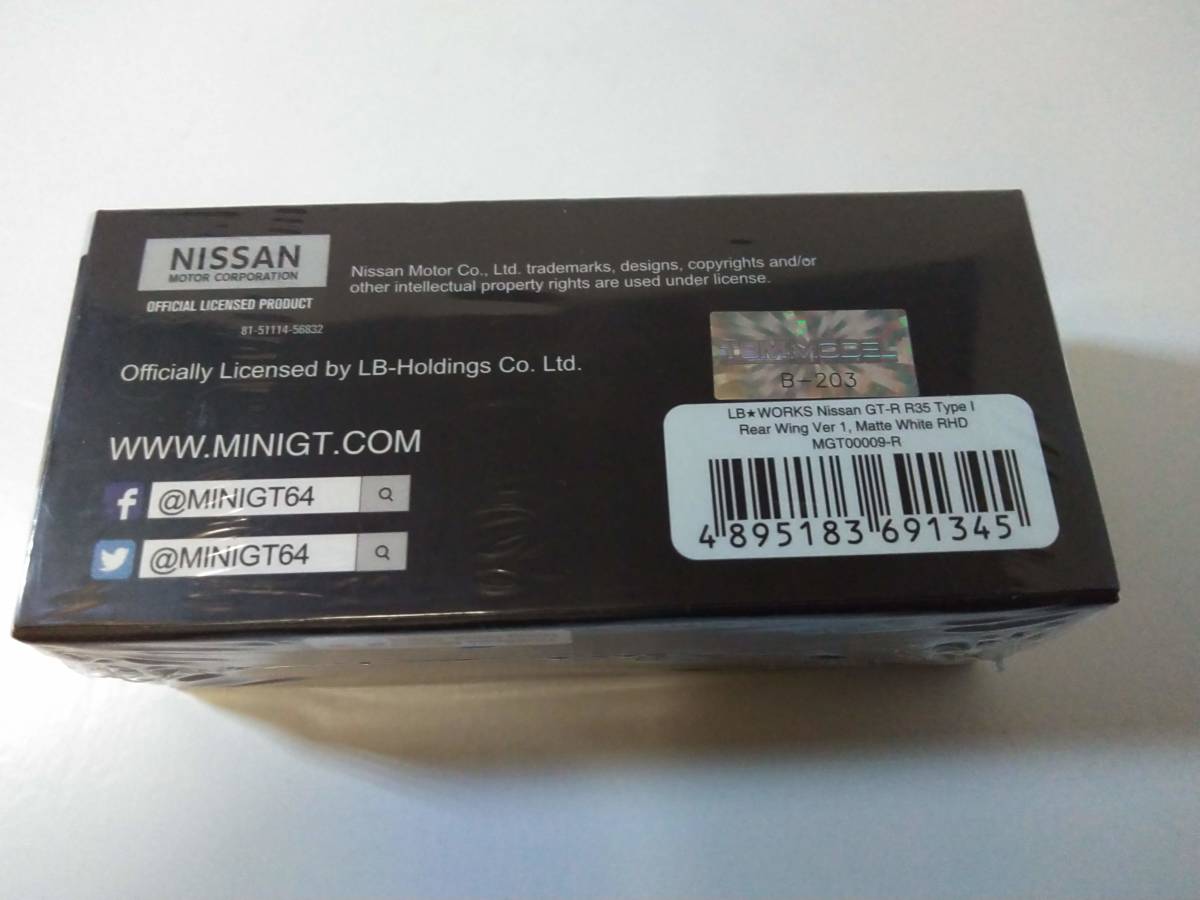 NISSAN
MOTOR CORPORATION
OFFICIAL LICENSED PRODUCT
81-51114-56832
Nissan Motor Co., Ltd. trademarks, designs, copyrights and/or
other intellectual property rights are used under license.
Officially Licensed by LB-Holdings Co. Ltd.
WWW.MINIGT.COM
f @MINIGT64
@MINIGT64
TSM-MODEL
B-203
LB★WORKS Nissan GT-R R35 Type I
Rear Wing Ver 1, Matte White RHD
MGT00009-R
4 895183 691345